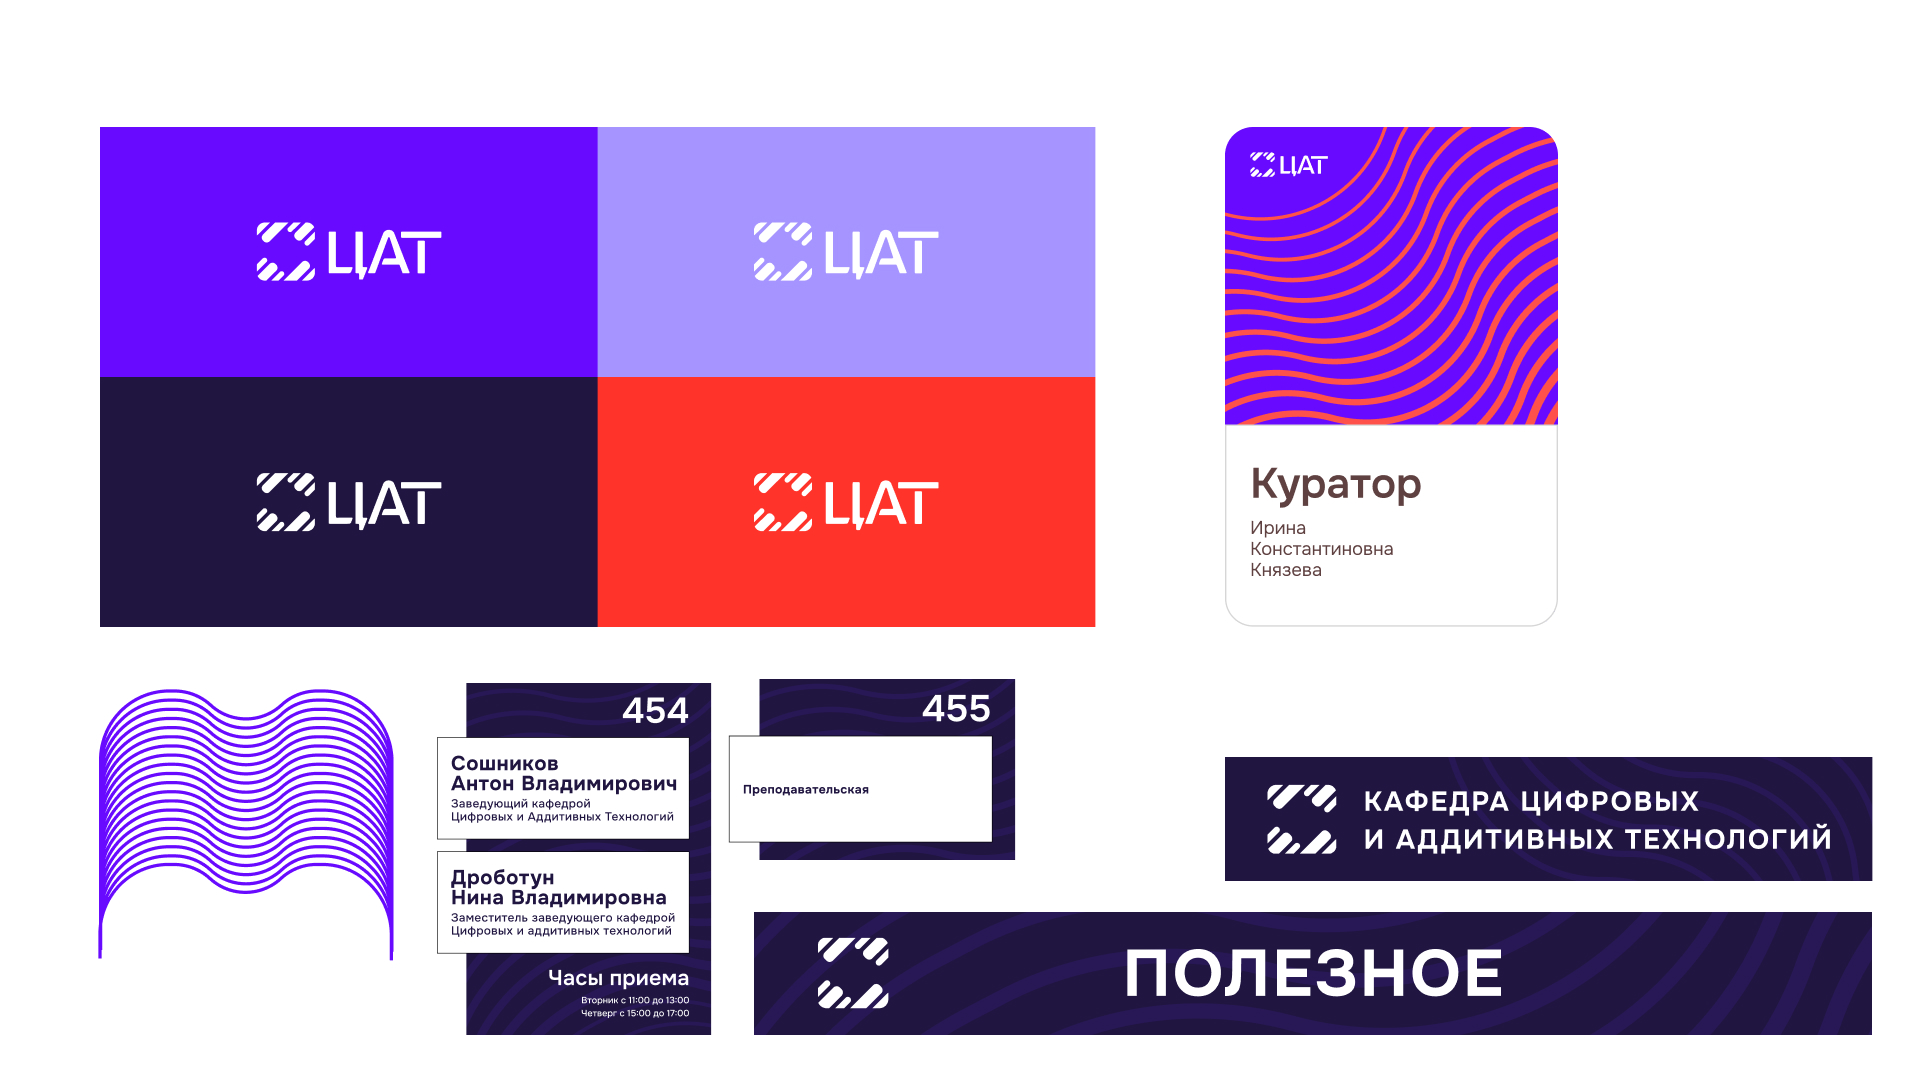 ЦАТ
ЦАТ
ЦАТ
ЦАТ
ЦАТ
Куратор
Ирина
Константиновна
Князева
454
Сошников
Антон Владимирович
Заведующий кафедрой
Цифровых и Аддитивных Технологий
Дроботун
Нина Владимировна
Заместитель заведующего кафедрой
Цифровых и аддитивных технологий
Часы приема
Вторник с 11:00 до 13:00
Четверг с 15:00 до 17:00
455
Преподавательская
КАФЕДРА ЦИФРОВЫХ
И АДДИТИВНЫХ ТЕХНОЛОГИЙ
ПОЛЕЗНОЕ